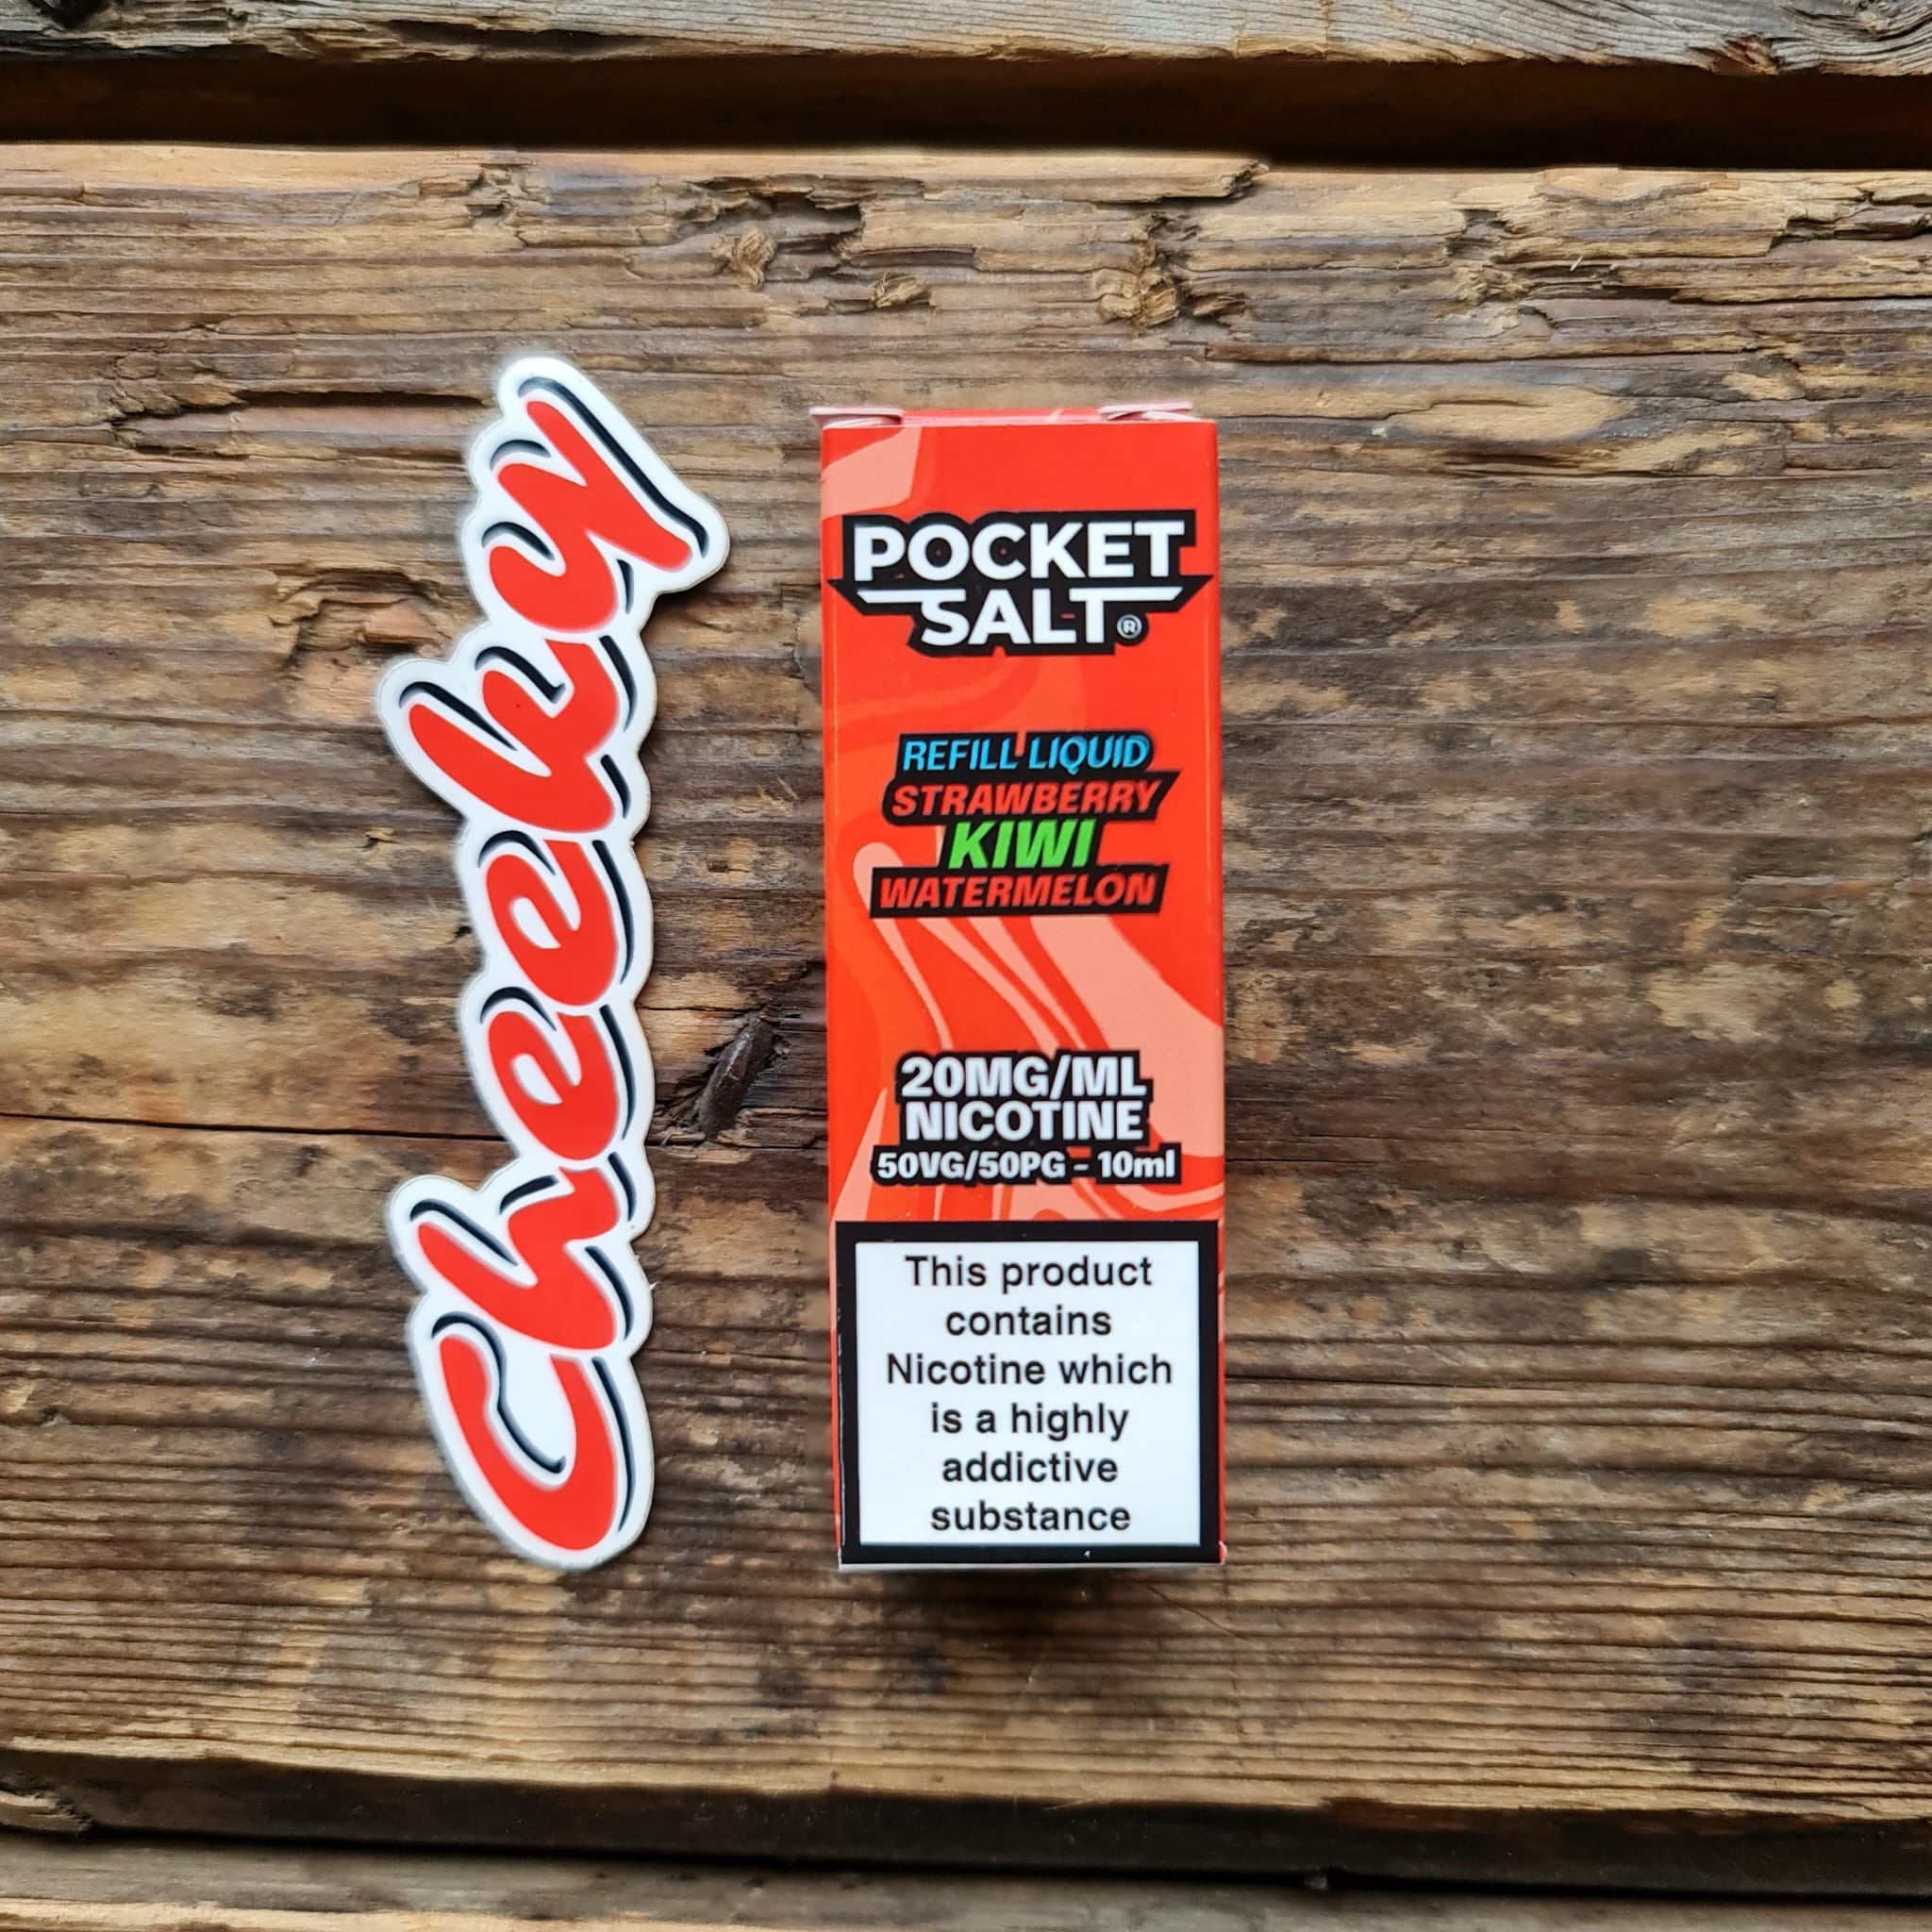 Cheeky
POCKET
SALT®
REFILL LIQUID
STRAWBERRY
KIWI
WATERMELON
20MG/ML
NICOTINE
50VG/50PG - 10ml
This product
contains
Nicotine which
is a highly
addictive
substance